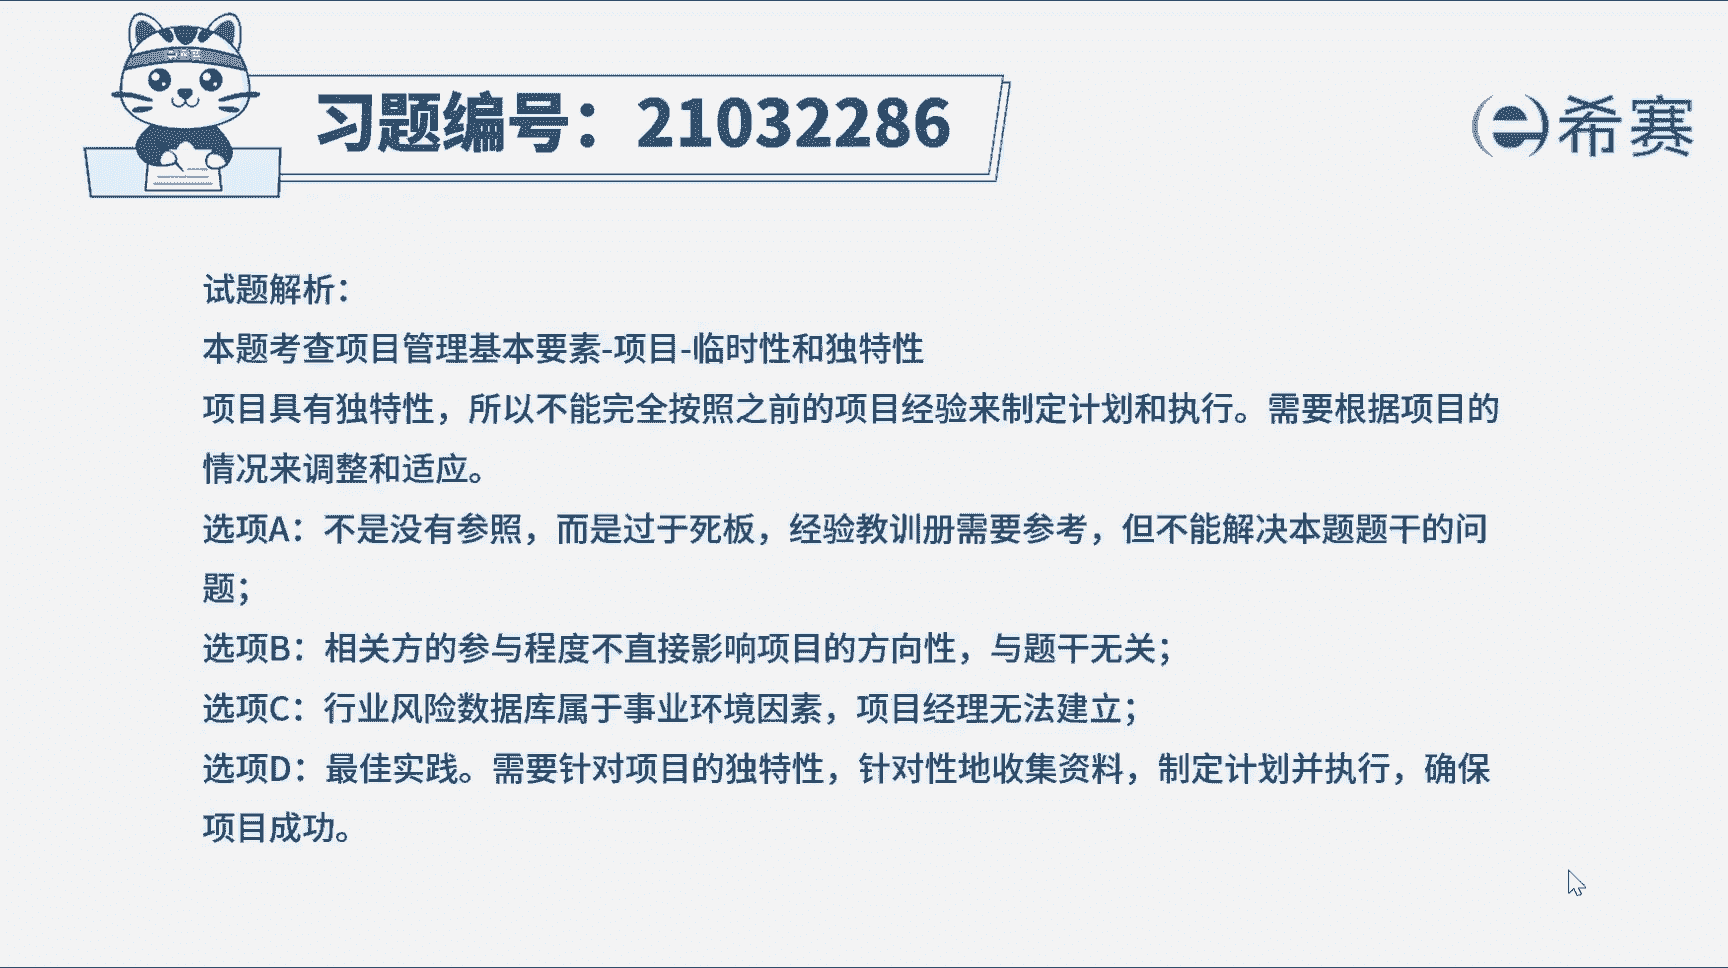 习题编号：21032286
希赛
试题解析：
本题考查项目管理基本要素-项目-临时性和独特性
项目具有独特性，所以不能完全按照之前的项目经验来制定计划和执行。需要根据项目的
情况来调整和适应。
选项A：不是没有参照，而是过于死板，经验教训册需要参考，但不能解决本题题干的问
题；
选项B：相关方的参与程度不直接影响项目的方向性，与题干无关；
选项C：行业风险数据库属于事业环境因素，项目经理无法建立；
选项D：最佳实践。需要针对项目的独特性，针对性地收集资料，制定计划并执行，确保
项目成功。